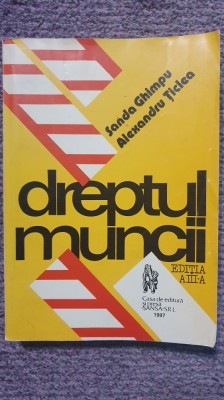 Sanda Ghimpu
Alexandru Țiclea
dreptul
muncii
EDIȚIA
A III-A
Casa de editură
și presă
ȘANSA-S.R.L.
1997